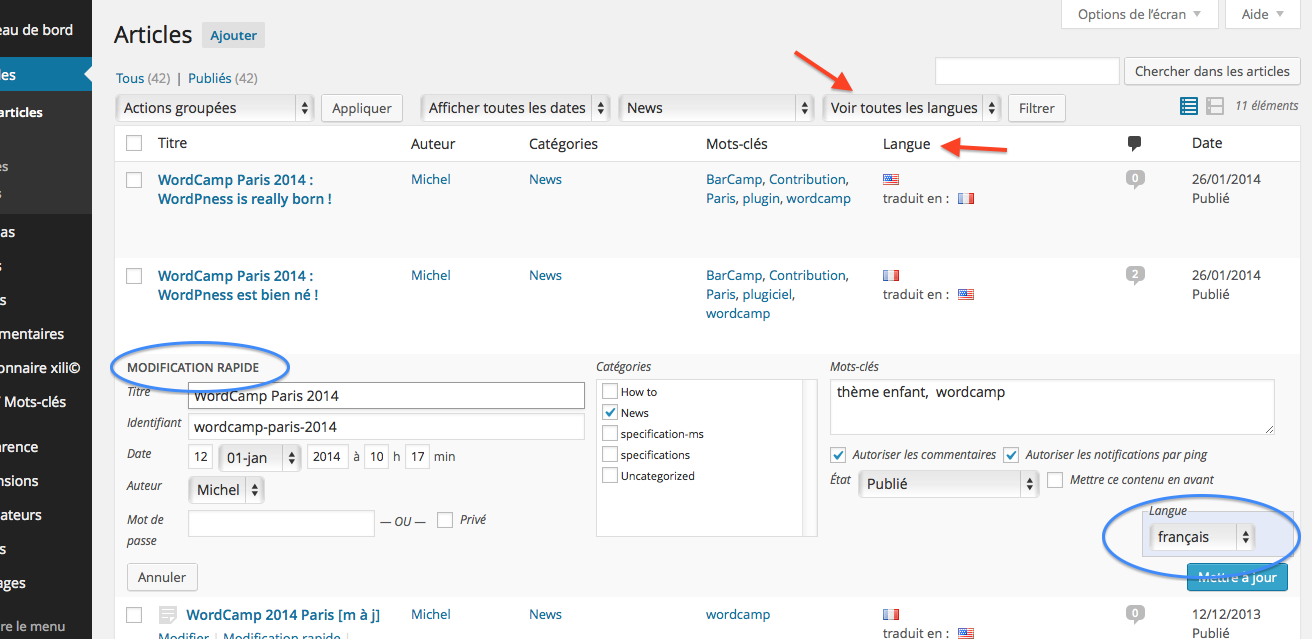 Options de l'écran
Aide
eau de bord
Articles Ajouter
les
Tous (42) | Publiés (42)
Chercher dans les articles
articles
Actions groupées Appliquer Afficher toutes les dates News Voir toutes les langues Filtrer 11 éléments
Titre Auteur Catégories Mots-clés Langue Date
WordCamp Paris 2014 : Michel News BarCamp, Contribution, 0 26/01/2014
WordPness is really born ! Paris, plugin, wordcamp traduit en : Publié
WordCamp Paris 2014 : Michel News BarCamp, Contribution, 2 26/01/2014
WordPness est bien né ! Paris, plugiciel, traduit en : Publié
wordcamp
mentaires
onnaire xili©
Mots-clés
rence
nsions
ateurs
ages
re le menu
MODIFICATION RAPIDE
Titre WordCamp Paris 2014
Identifiant wordcamp-paris-2014
Date 12 01-jan 2014 à 10 h 17 min
Auteur Michel
Mot de
passe
— OU — Privé
Annuler
Catégories
How to
News
specification-ms
specifications
Uncategorized
Mots-clés
thème enfant, wordcamp
Autoriser les commentaires Autoriser les notifications par ping
État Publié Mettre ce contenu en avant
Langue
français
Mettre à jour
WordCamp 2014 Paris [m à j] Michel News wordcamp 0 12/12/2013
Modifier | Modification rapide | traduit en : Publié